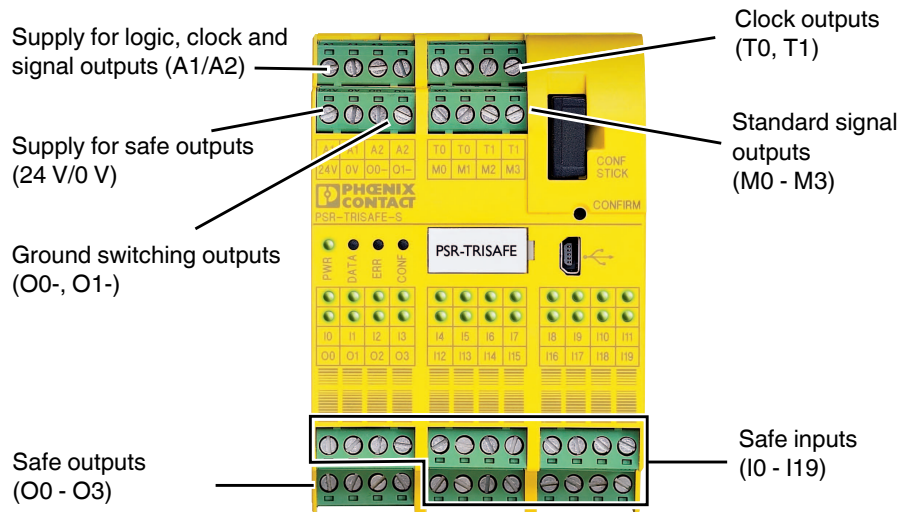 Supply for logic, clock and
signal outputs (A1/A2)
Clock outputs
(T0, T1)
Supply for safe outputs
(24 V/0 V)
Standard signal
outputs
(M0 - M3)
Ground switching outputs
(O0-, O1-)
A1 A1 A2 A2 T0 T0 T1 T1
24V 0V O0- O1- M0 M1 M2 M3
CONF
STICK
PHŒNIX
CONTACT
CONFIRM
PSR-TRISAFE-S
PSR-TRISAFE
PWR DATA ERR CONF
I0 I1 I2 I3 I4 I5 I6 I7 I8 I9 I10 I11
O0 O1 O2 O3 I12 I13 I14 I15 I16 I17 I18 I19
Safe outputs
(O0 - O3)
Safe inputs
(I0 - I19)